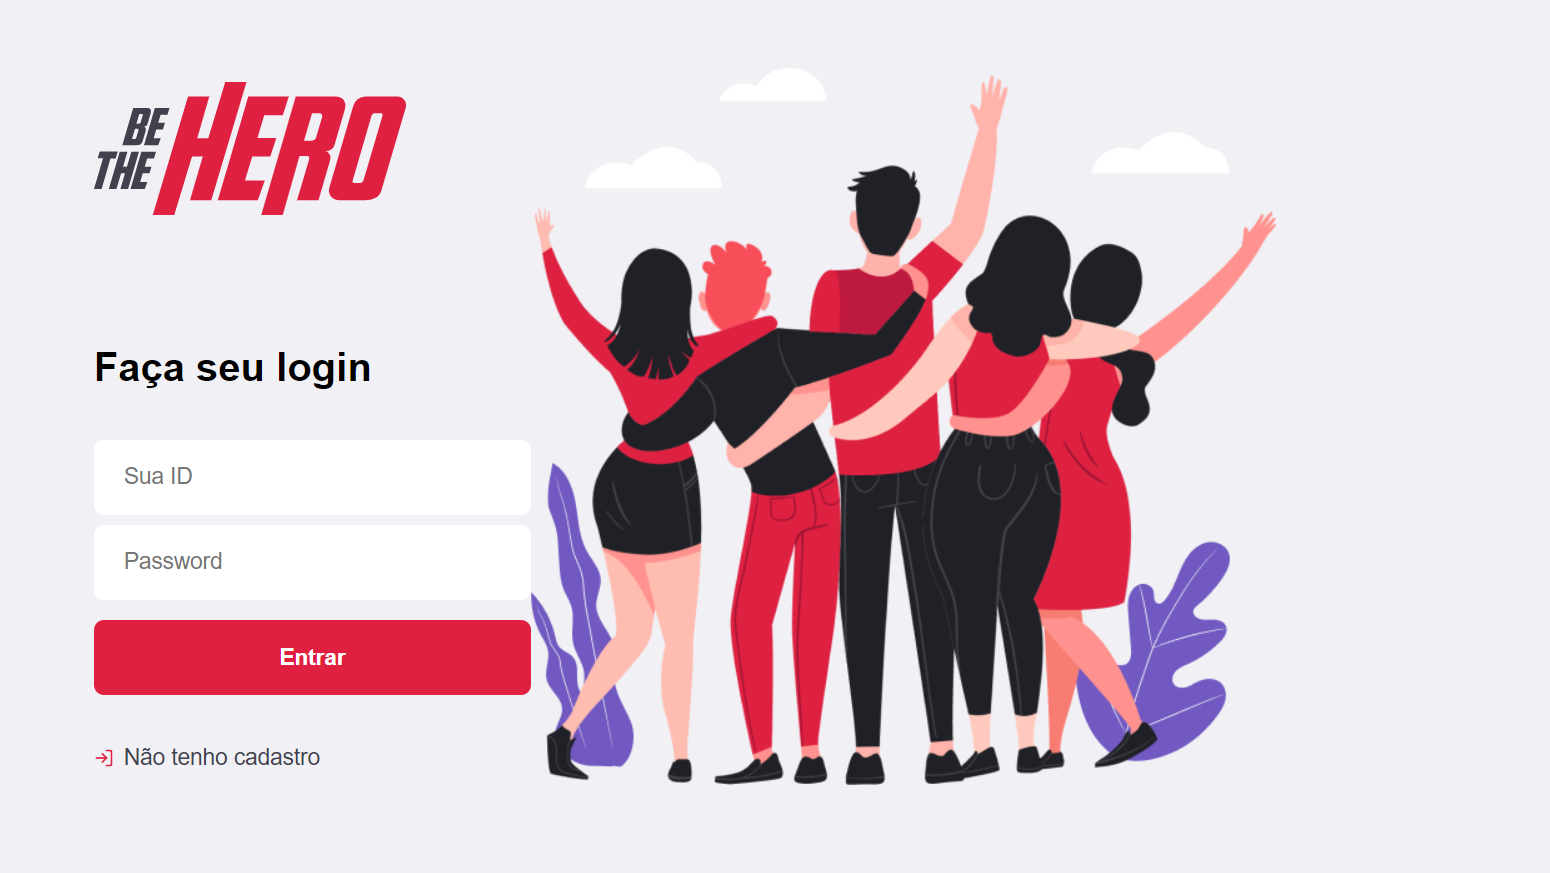 BE
THE HERO
Faça seu login
Sua ID
Password
Entrar
Não tenho cadastro